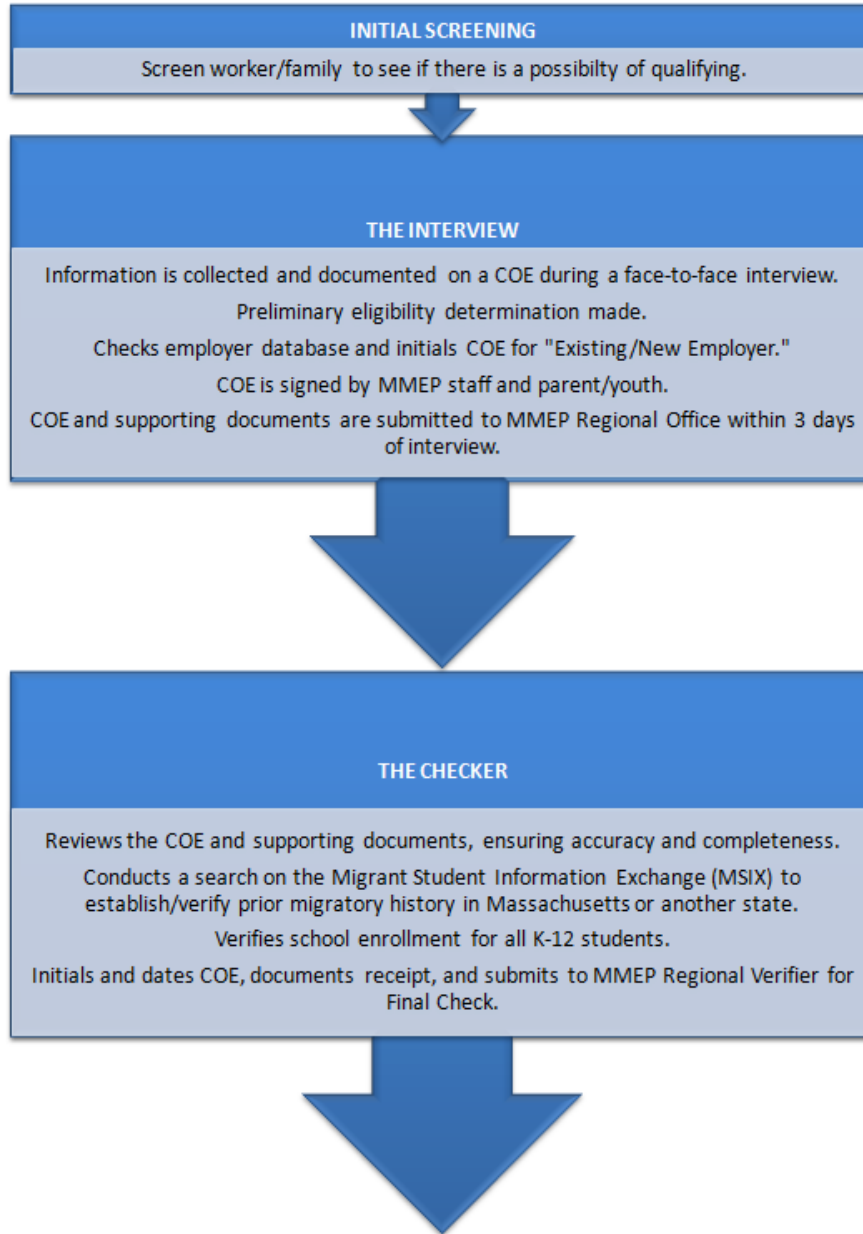 INITIAL SCREENING
Screen worker/family to see if there is a possibilty of qualifying.
THE INTERVIEW
Information is collected and documented on a COE during a face-to-face interview.
Preliminary eligibility determination made.
Checks employer database and initials COE for "Existing/New Employer."
COE is signed by MMEP staff and parent/youth.
COE and supporting documents are submitted to MMEP Regional Office within 3 days
of interview.
THE CHECKER
Reviews the COE and supporting documents, ensuring accuracy and completeness.
Conducts a search on the Migrant Student Information Exchange (MSIX) to
establish/verify prior migratory history in Massachusetts or another state.
Verifies school enrollment for all K-12 students.
Initials and dates COE, documents receipt, and submits to MMEP Regional Verifier for
Final Check.